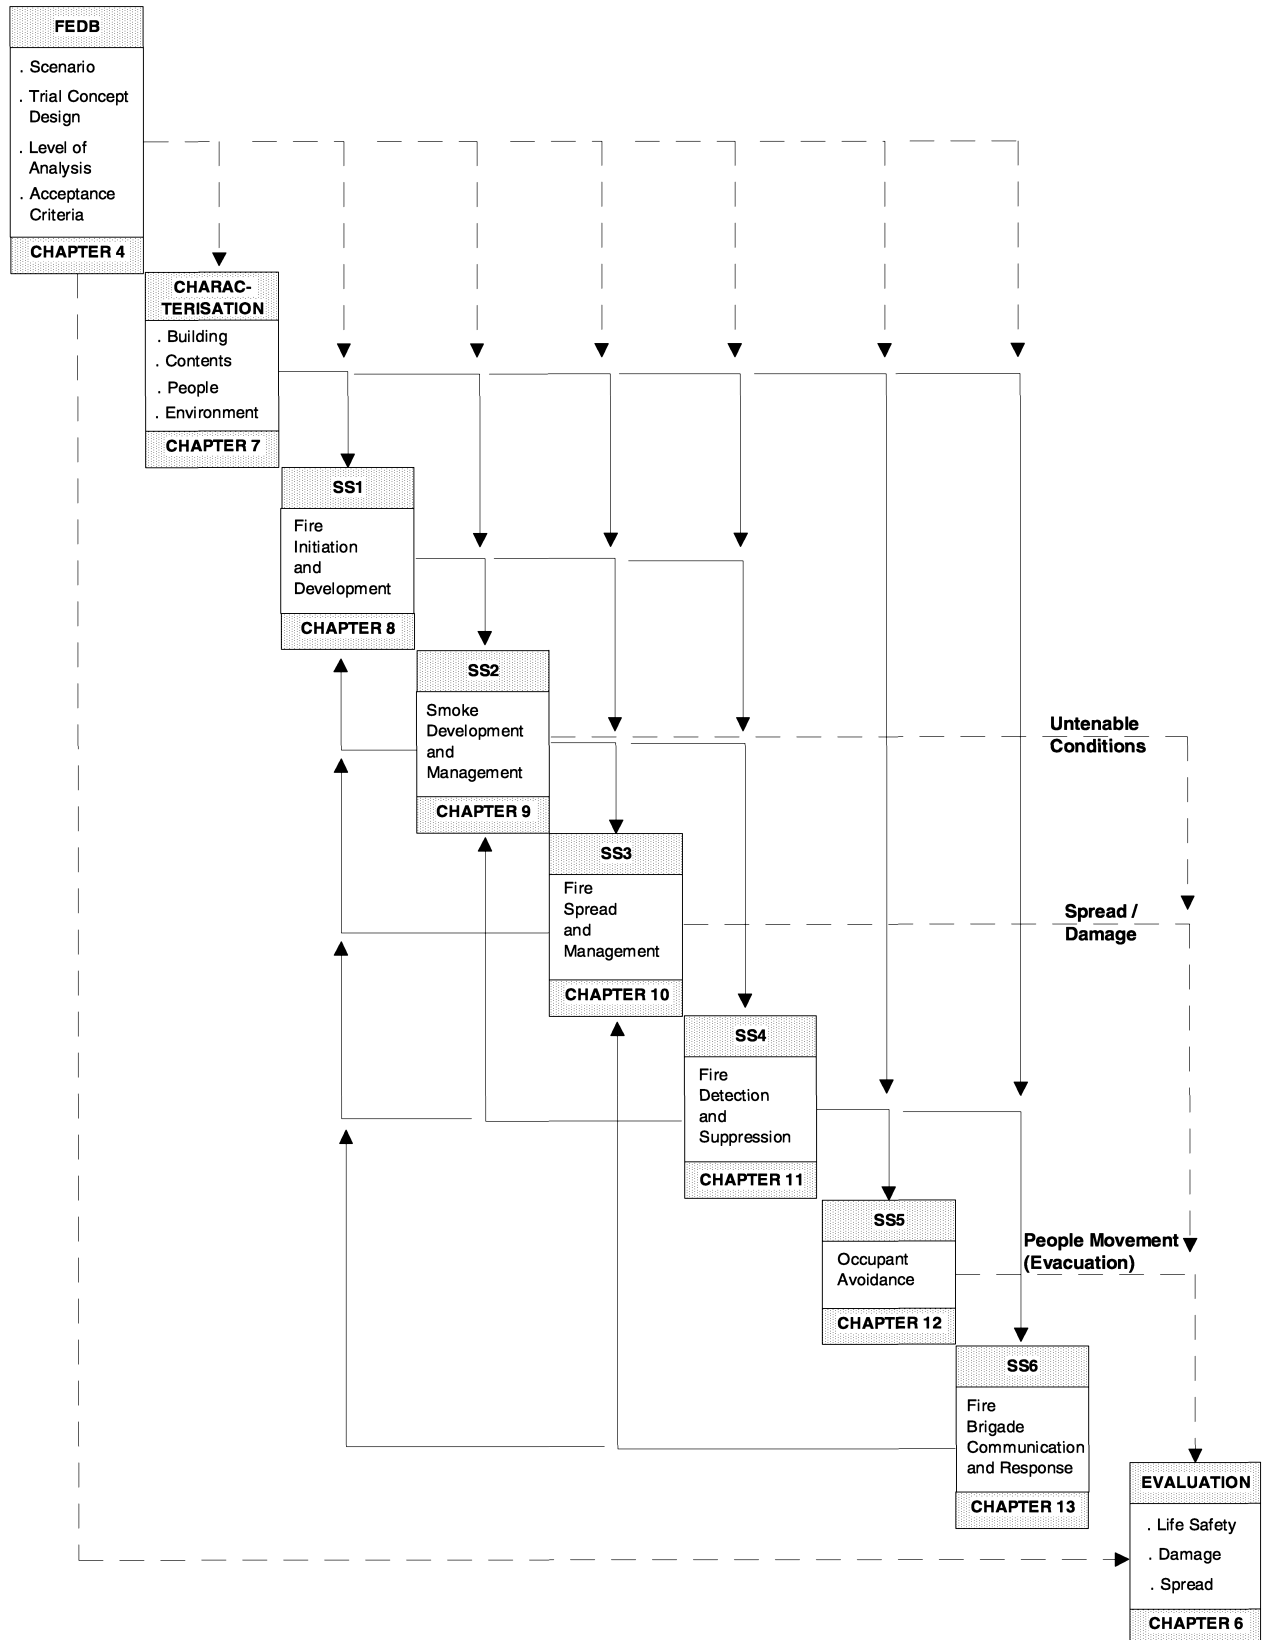 FEDB
. Scenario
. Trial Concept
Design
. Level of
Analysis
. Acceptance
Criteria
CHAPTER 4
CHARAC-
TERISATION
. Building
. Contents
. People
. Environment
CHAPTER 7
SS1
Fire
Initiation
and
Development
CHAPTER 8
SS2
Smoke
Development
and
Management
CHAPTER 9
Untenable
Conditions
SS3
Fire
Spread
and
Management
CHAPTER 10
Spread /
Damage
SS4
Fire
Detection
and
Suppression
CHAPTER 11
SS5
Occupant
Avoidance
CHAPTER 12
People Movement
(Evacuation)
SS6
Fire
Brigade
Communication
and Response
CHAPTER 13
EVALUATION
. Life Safety
. Damage
. Spread
CHAPTER 6